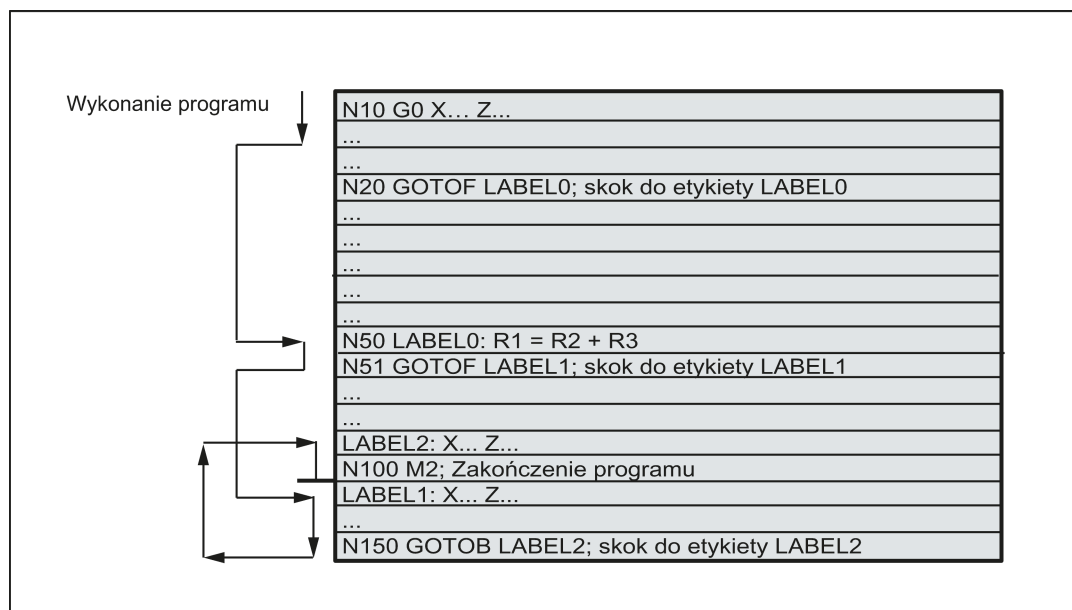 Wykonanie programu
N10 G0 X... Z...
...
...
N20 GOTOF LABEL0; skok do etykiety LABEL0
...
...
...
...
...
N50 LABEL0: R1 = R2 + R3
N51 GOTOF LABEL1; skok do etykiety LABEL1
...
...
LABEL2: X... Z...
N100 M2; Zakończenie programu
LABEL1: X... Z...
...
N150 GOTOB LABEL2; skok do etykiety LABEL2